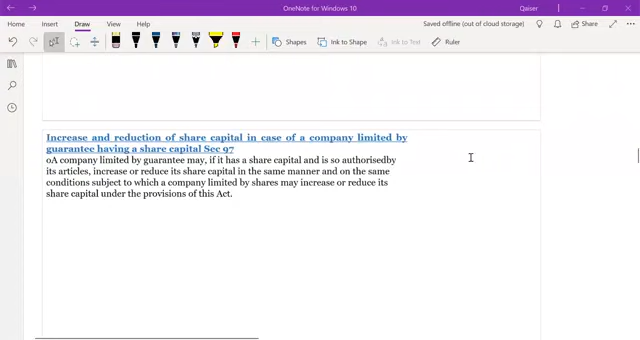 OneNote for Windows 10
Qaiser
Home Insert Draw View Help
Saved offline (out of cloud storage)
Share
Shapes Ink to Shape Ink to Text Ruler
Increase and reduction of share capital in case of a company limited by
guarantee having a share capital Sec 97
oA company limited by guarantee may, if it has a share capital and is so authorisedby
its articles, increase or reduce its share capital in the same manner and on the same
conditions subject to which a company limited by shares may increase or reduce its
share capital under the provisions of this Act.